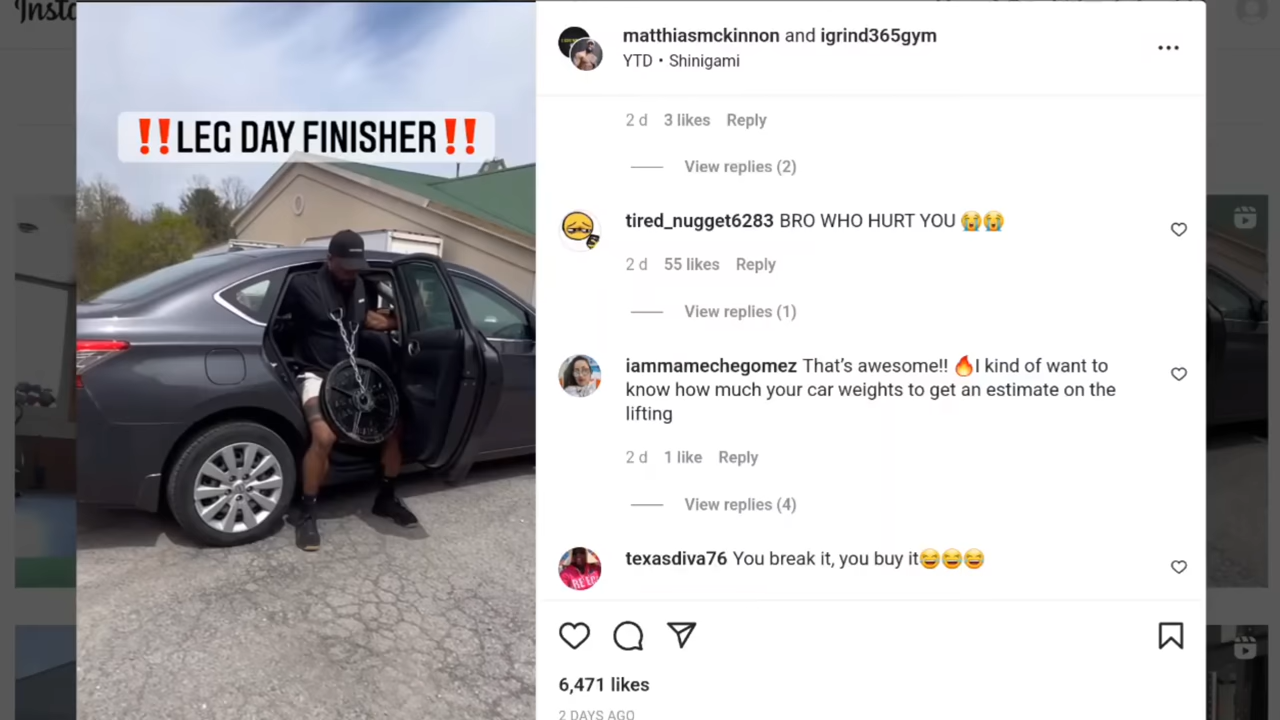 ‼️LEG DAY FINISHER‼️
matthiasmckinnon and igrind365gym
YTD • Shinigami
2 d 3 likes Reply
View replies (2)
tired_nugget6283 BRO WHO HURT YOU 😭😭
2 d 55 likes Reply
View replies (1)
iammamechegomez That's awesome!! 🔥I kind of want to
know how much your car weights to get an estimate on the
lifting
2 d 1 like Reply
View replies (4)
texasdiva76 You break it, you buy it😂😂😂
6,471 likes
2 DAYS AGO